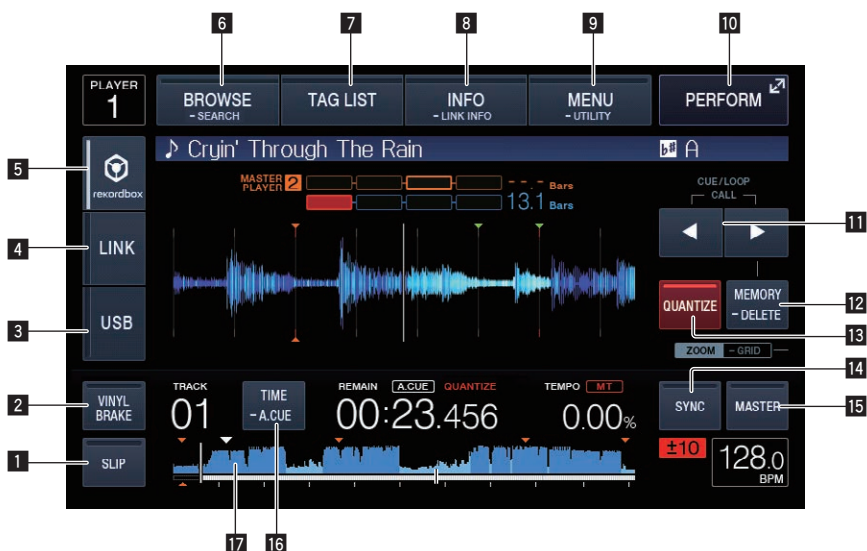 6 7 8 9 10
PLAYER
1
BROWSE
- SEARCH
TAG LIST
INFO
- LINK INFO
MENU
- UTILITY
PERFORM
5
rekordbox
♪ Cryin' Through The Rain
b# A
MASTER
PLAYER 2
--.- Bars
13.1 Bars
CUE/LOOP
CALL
11
4
LINK
3
USB
QUANTIZE
MEMORY
- DELETE
12
13
ZOOM - GRID
14
2
VINYL
BRAKE
TRACK
01
TIME
- A.CUE
REMAIN A.CUE QUANTIZE
00:23.456
TEMPO MT
0.00%
SYNC
MASTER
15
1
SLIP
±10
128.0
BPM
17 16